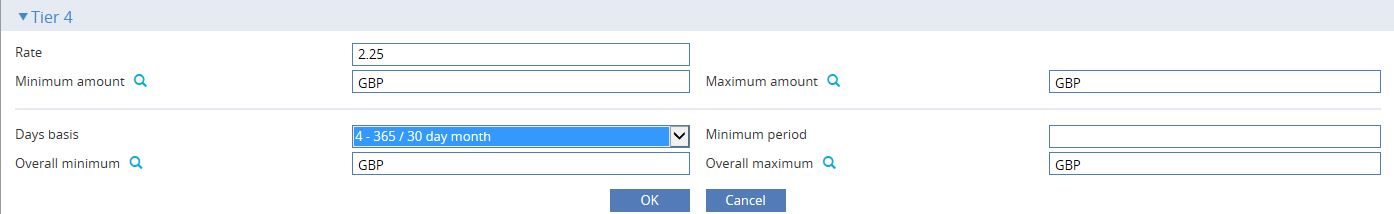 Tier 4
Rate 2.25
Minimum amount GBP Maximum amount GBP
Days basis 4 - 365 / 30 day month Minimum period
Overall minimum GBP Overall maximum GBP
OK Cancel